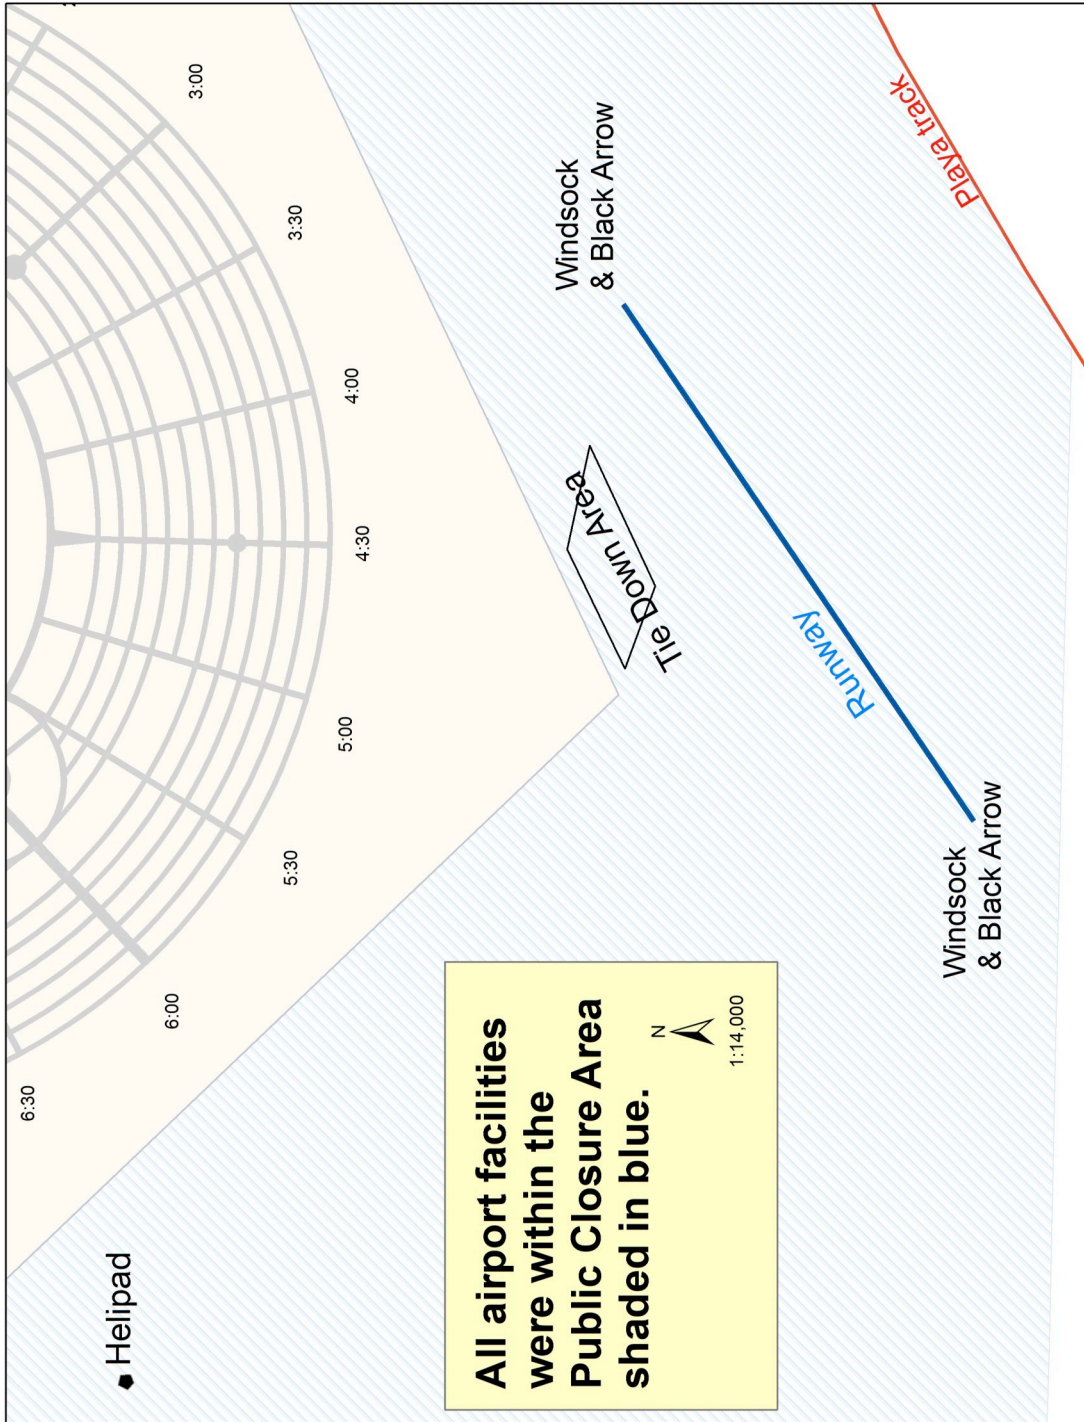 3:00
3:30
4:00
4:30
5:00
5:30
6:00
6:30
Helipad
Tie Down Area
Windsock
& Black Arrow
Runway
Windsock
& Black Arrow
Playa track
All airport facilities
were within the
Public Closure Area
shaded in blue.
N
1:14,000